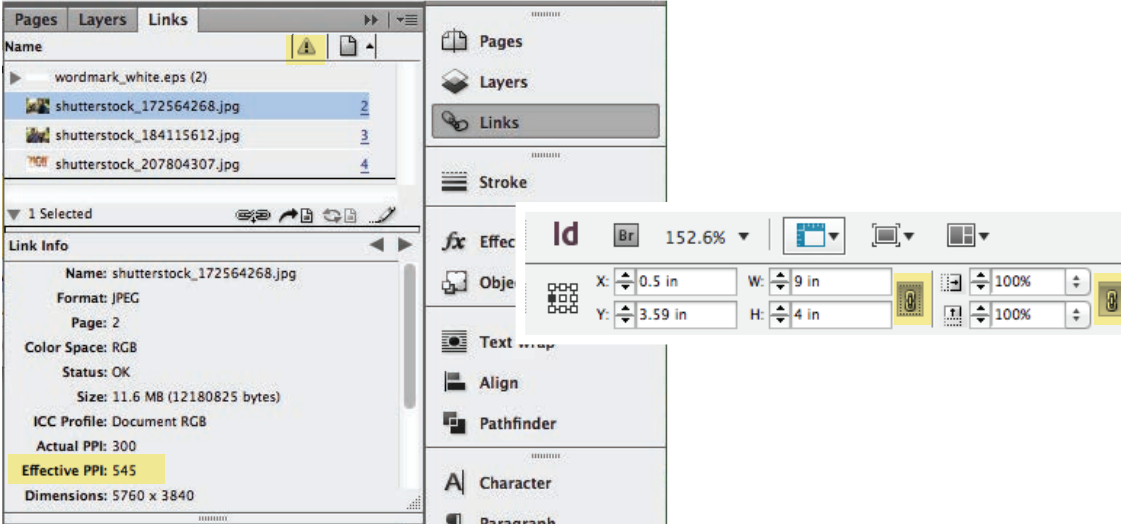 Pages Layers Links
Name
wordmark_white.eps (2)
shutterstock_172564268.jpg 2
shutterstock_184115612.jpg 3
shutterstock_207804307.jpg 4
1 Selected
Link Info
Name: shutterstock_172564268.jpg
Format: JPEG
Page: 2
Color Space: RGB
Status: OK
Size: 11.6 MB (12180825 bytes)
ICC Profile: Document RGB
Actual PPI: 300
Effective PPI: 545
Dimensions: 5760 x 3840
Pages
Layers
Links
Stroke
fx Effec
Obje
Text wrap
Align
Pathfinder
A Character
Paragraph
Id Br 152.6%
X: 0.5 in W: 9 in 100%
Y: 3.59 in H: 4 in 100%